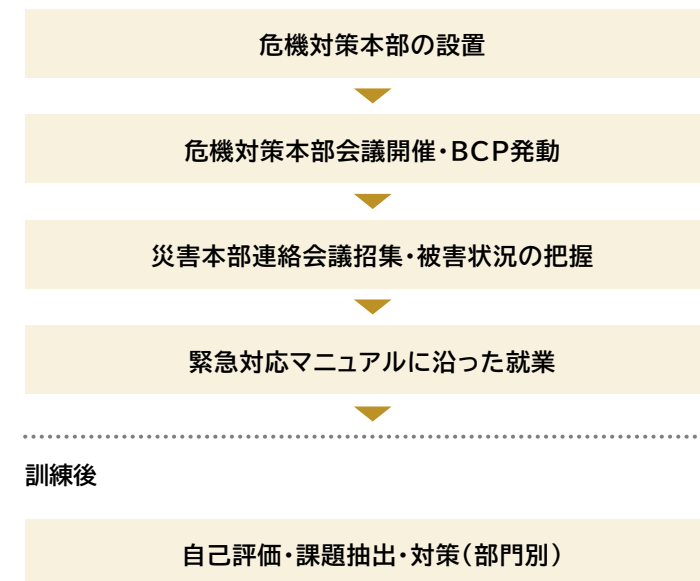 危機対策本部の設置
危機対策本部会議開催・BCP発動
災害本部連絡会議招集・被害状況の把握
緊急対応マニュアルに沿った就業
訓練後
自己評価・課題抽出・対策（部門別）